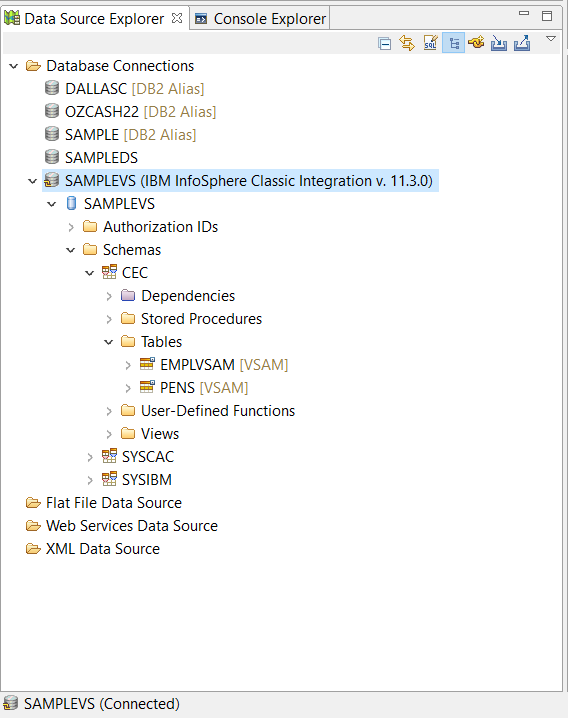 Data Source Explorer Console Explorer
SQL
Database Connections
DALLASC [DB2 Alias]
OZCASH22 [DB2 Alias]
SAMPLE [DB2 Alias]
SAMPLEDS
SAMPLEVS (IBM InfoSphere Classic Integration v. 11.3.0)
SAMPLEVS
Authorization IDs
Schemas
CEC
Dependencies
Stored Procedures
Tables
EMPLVSAM [VSAM]
PENS [VSAM]
User-Defined Functions
Views
SYSCAC
SYSIBM
Flat File Data Source
Web Services Data Source
XML Data Source
SAMPLEVS (Connected)